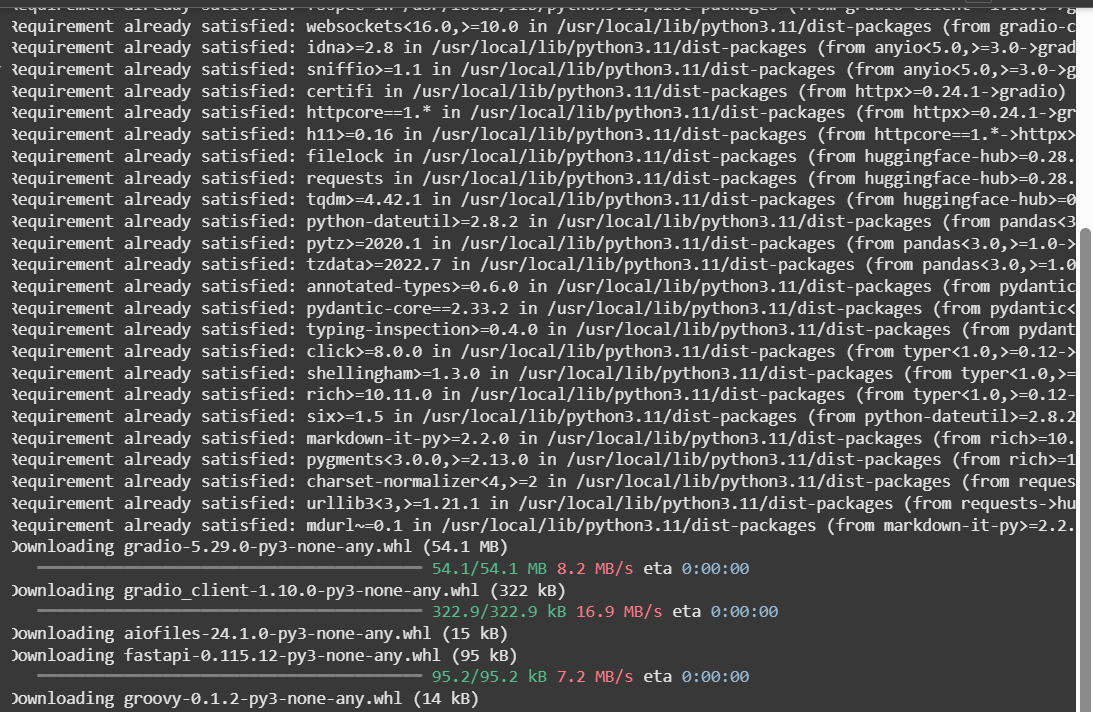 Requirement already satisfied: websockets<16.0,>=10.0 in /usr/local/lib/python3.11/dist-packages (from gradio-c
Requirement already satisfied: idna>=2.8 in /usr/local/lib/python3.11/dist-packages (from anyio<5.0,>=3.0->grad
Requirement already satisfied: sniffio>=1.1 in /usr/local/lib/python3.11/dist-packages (from anyio<5.0,>=3.0->g
Requirement already satisfied: certifi in /usr/local/lib/python3.11/dist-packages (from httpx>=0.24.1->gradio)
Requirement already satisfied: httpcore==1.* in /usr/local/lib/python3.11/dist-packages (from httpx>=0.24.1->gr
Requirement already satisfied: h11>=0.16 in /usr/local/lib/python3.11/dist-packages (from httpcore==1.*->httpx>
Requirement already satisfied: filelock in /usr/local/lib/python3.11/dist-packages (from huggingface-hub>=0.28.
Requirement already satisfied: requests in /usr/local/lib/python3.11/dist-packages (from huggingface-hub>=0.28.
Requirement already satisfied: tqdm>=4.42.1 in /usr/local/lib/python3.11/dist-packages (from huggingface-hub>=0
Requirement already satisfied: python-dateutil>=2.8.2 in /usr/local/lib/python3.11/dist-packages (from pandas<3
Requirement already satisfied: pytz>=2020.1 in /usr/local/lib/python3.11/dist-packages (from pandas<3.0,>=1.0->
Requirement already satisfied: tzdata>=2022.7 in /usr/local/lib/python3.11/dist-packages (from pandas<3.0,>=1.0
Requirement already satisfied: annotated-types>=0.6.0 in /usr/local/lib/python3.11/dist-packages (from pydantic
Requirement already satisfied: pydantic-core==2.33.2 in /usr/local/lib/python3.11/dist-packages (from pydantic<
Requirement already satisfied: typing-inspection>=0.4.0 in /usr/local/lib/python3.11/dist-packages (from pydant
Requirement already satisfied: click>=8.0.0 in /usr/local/lib/python3.11/dist-packages (from typer<1.0,>=0.12->
Requirement already satisfied: shellingham>=1.3.0 in /usr/local/lib/python3.11/dist-packages (from typer<1.0,>=
Requirement already satisfied: rich>=10.11.0 in /usr/local/lib/python3.11/dist-packages (from typer<1.0,>=0.12-
Requirement already satisfied: six>=1.5 in /usr/local/lib/python3.11/dist-packages (from python-dateutil>=2.8.2
Requirement already satisfied: markdown-it-py>=2.2.0 in /usr/local/lib/python3.11/dist-packages (from rich>=10.
Requirement already satisfied: pygments<3.0.0,>=2.13.0 in /usr/local/lib/python3.11/dist-packages (from rich>=1
Requirement already satisfied: charset-normalizer<4,>=2 in /usr/local/lib/python3.11/dist-packages (from reques
Requirement already satisfied: urllib3<3,>=1.21.1 in /usr/local/lib/python3.11/dist-packages (from requests->hu
Requirement already satisfied: mdurl~=0.1 in /usr/local/lib/python3.11/dist-packages (from markdown-it-py>=2.2.
Downloading gradio-5.29.0-py3-none-any.whl (54.1 MB)
54.1/54.1 MB 8.2 MB/s eta 0:00:00
Downloading gradio_client-1.10.0-py3-none-any.whl (322 kB)
322.9/322.9 kB 16.9 MB/s eta 0:00:00
Downloading aiofiles-24.1.0-py3-none-any.whl (15 kB)
Downloading fastapi-0.115.12-py3-none-any.whl (95 kB)
95.2/95.2 kB 7.2 MB/s eta 0:00:00
Downloading groovy-0.1.2-py3-none-any.whl (14 kB)